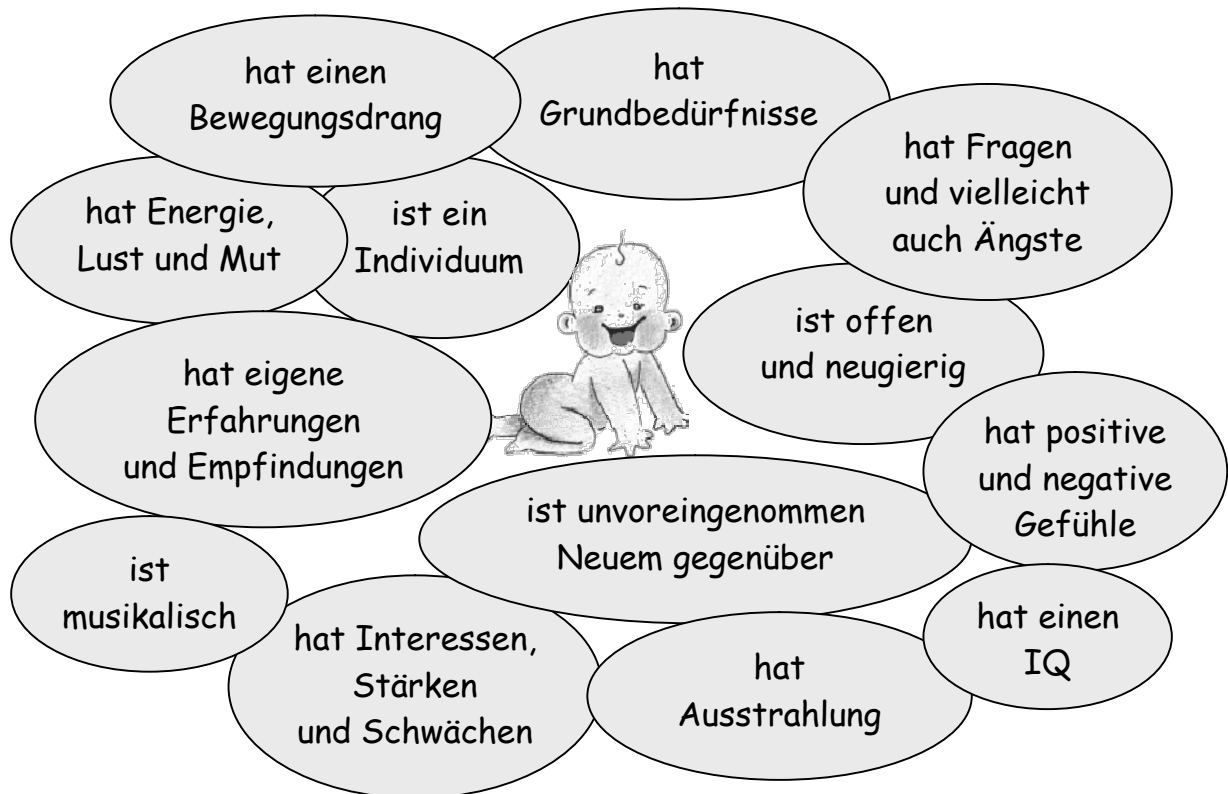 hat einen
Bewegungsdrang
hat
Grundbedürfnisse
hat Fragen
und vielleicht
auch Ängste
hat Energie,
Lust und Mut
ist ein
Individuum
ist offen
und neugierig
hat eigene
Erfahrungen
und Empfindungen
hat positive
und negative
Gefühle
ist unvoreingenommen
Neuem gegenüber
ist
musikalisch
hat Interessen,
Stärken
und Schwächen
hat
Ausstrahlung
hat einen
IQ